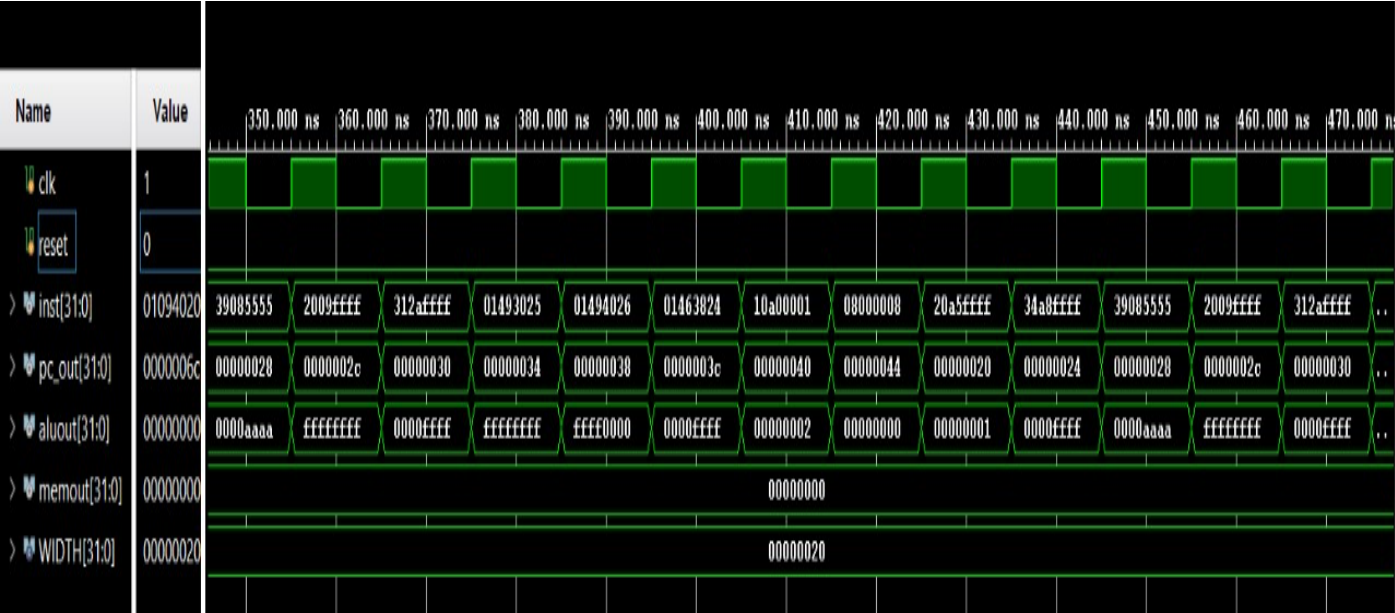 Name Value 350.000 ns 360.000 ns 370.000 ns 380.000 ns 390.000 ns 400.000 ns 410.000 ns 420.000 ns 430.000 ns 440.000 ns 450.000 ns 460.000 ns 470.000 n
clk 1
reset 0
inst[31:0] 01094020 39085555 2009ffff 312affff 01493025 01494026 01463824 10a00001 08000008 20a5ffff 34a8ffff 39085555 2009ffff 312affff ..
pc_out[31:0] 0000006c 00000028 0000002c 00000030 00000034 00000038 0000003c 00000040 00000044 00000020 00000024 00000028 0000002c 00000030 ..
aluout[31:0] 00000000 0000aaaa ffffffff 0000ffff ffffffff ffff0000 0000ffff 00000002 00000000 00000001 0000ffff 0000aaaa ffffffff 0000ffff ..
memout[31:0] 00000000 00000000
WIDTH[31:0] 00000020 00000020